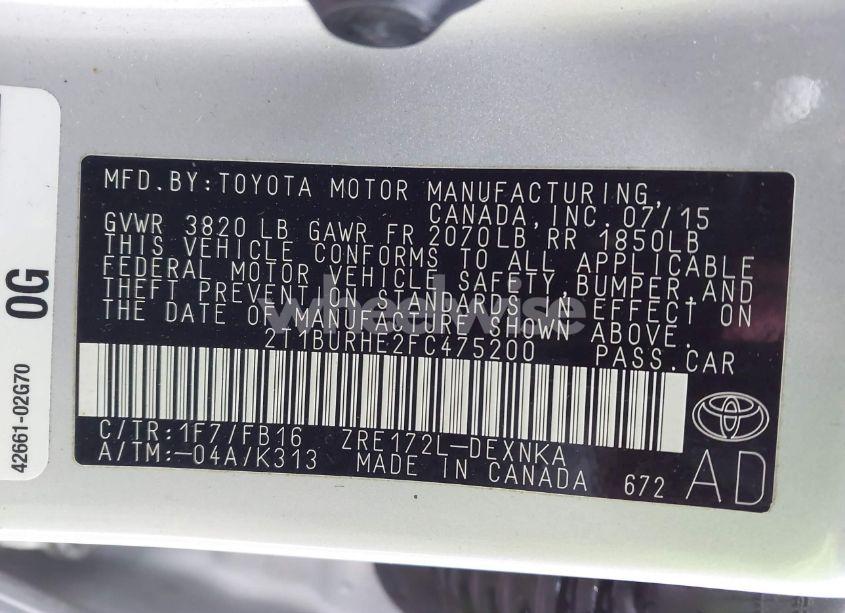 MFD.BY:TOYOTA MOTOR MANUFACTURING,
CANADA,INC.07/15
GVWR 3820 LB GAWR FR 2070LB RR 1850LB
THIS VEHICLE CONFORMS TO ALL APPLICABLE
FEDERAL MOTOR VEHICLE SAFETY,BUMPER,AND
THEFT PREVENTION STANDARDS IN EFFECT ON
THE DATE OF MANUFACTURE SHOWN ABOVE.
2T1BURHE2FC475200 PASS.CAR
C/TR:1F7/FB16 ZRE172L-DEXNKA
A/TM:-04A/K313 MADE IN CANADA 672
AD
0G
42661-02G70
wheelwise